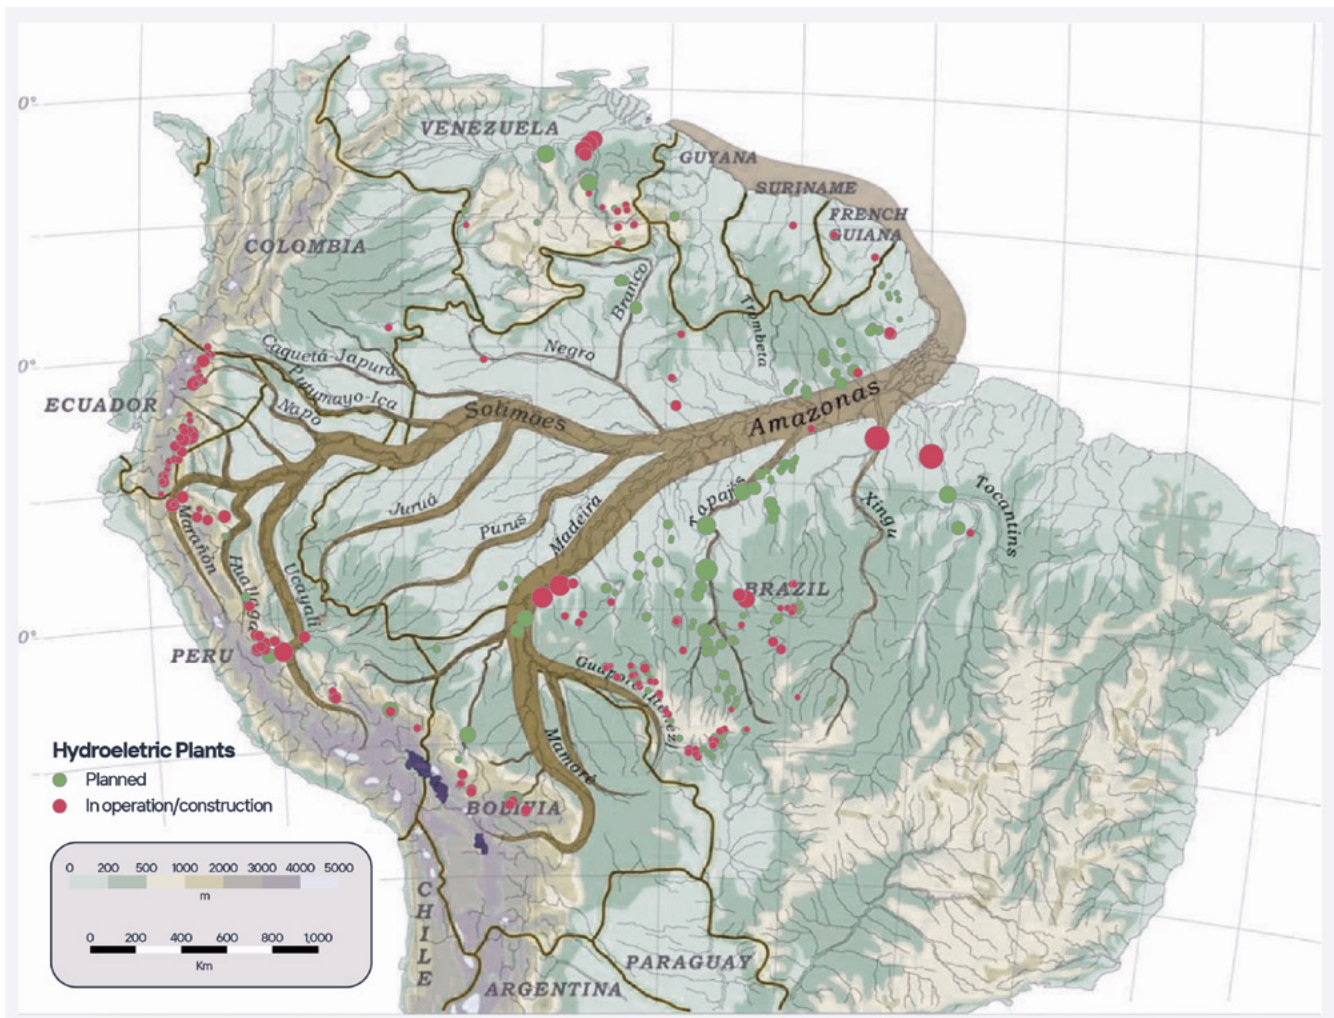 0°
VENEZUELA
GUYANA
SURINAME
FRENCH
GUIANA
COLOMBIA
Branco
Trombeta
Negro
0°
Caquetá-Japura
Putumayo-Iça
Napo
ECUADOR
Solimões
Amazonas
Juruá
Purus
Madeira
Topajís
Xingu
Tocantins
Marañón
Huallaga
Ucayali
BRAZIL
0°
PERU
Mamoré
BOLIVIA
Hydroeletric Plants
Planned
In operation/construction
0 200 500 1000 2000 3000 4000 5000
m
0 200 400 600 800 1,000
Km
CHILE
PARAGUAY
ARGENTINA